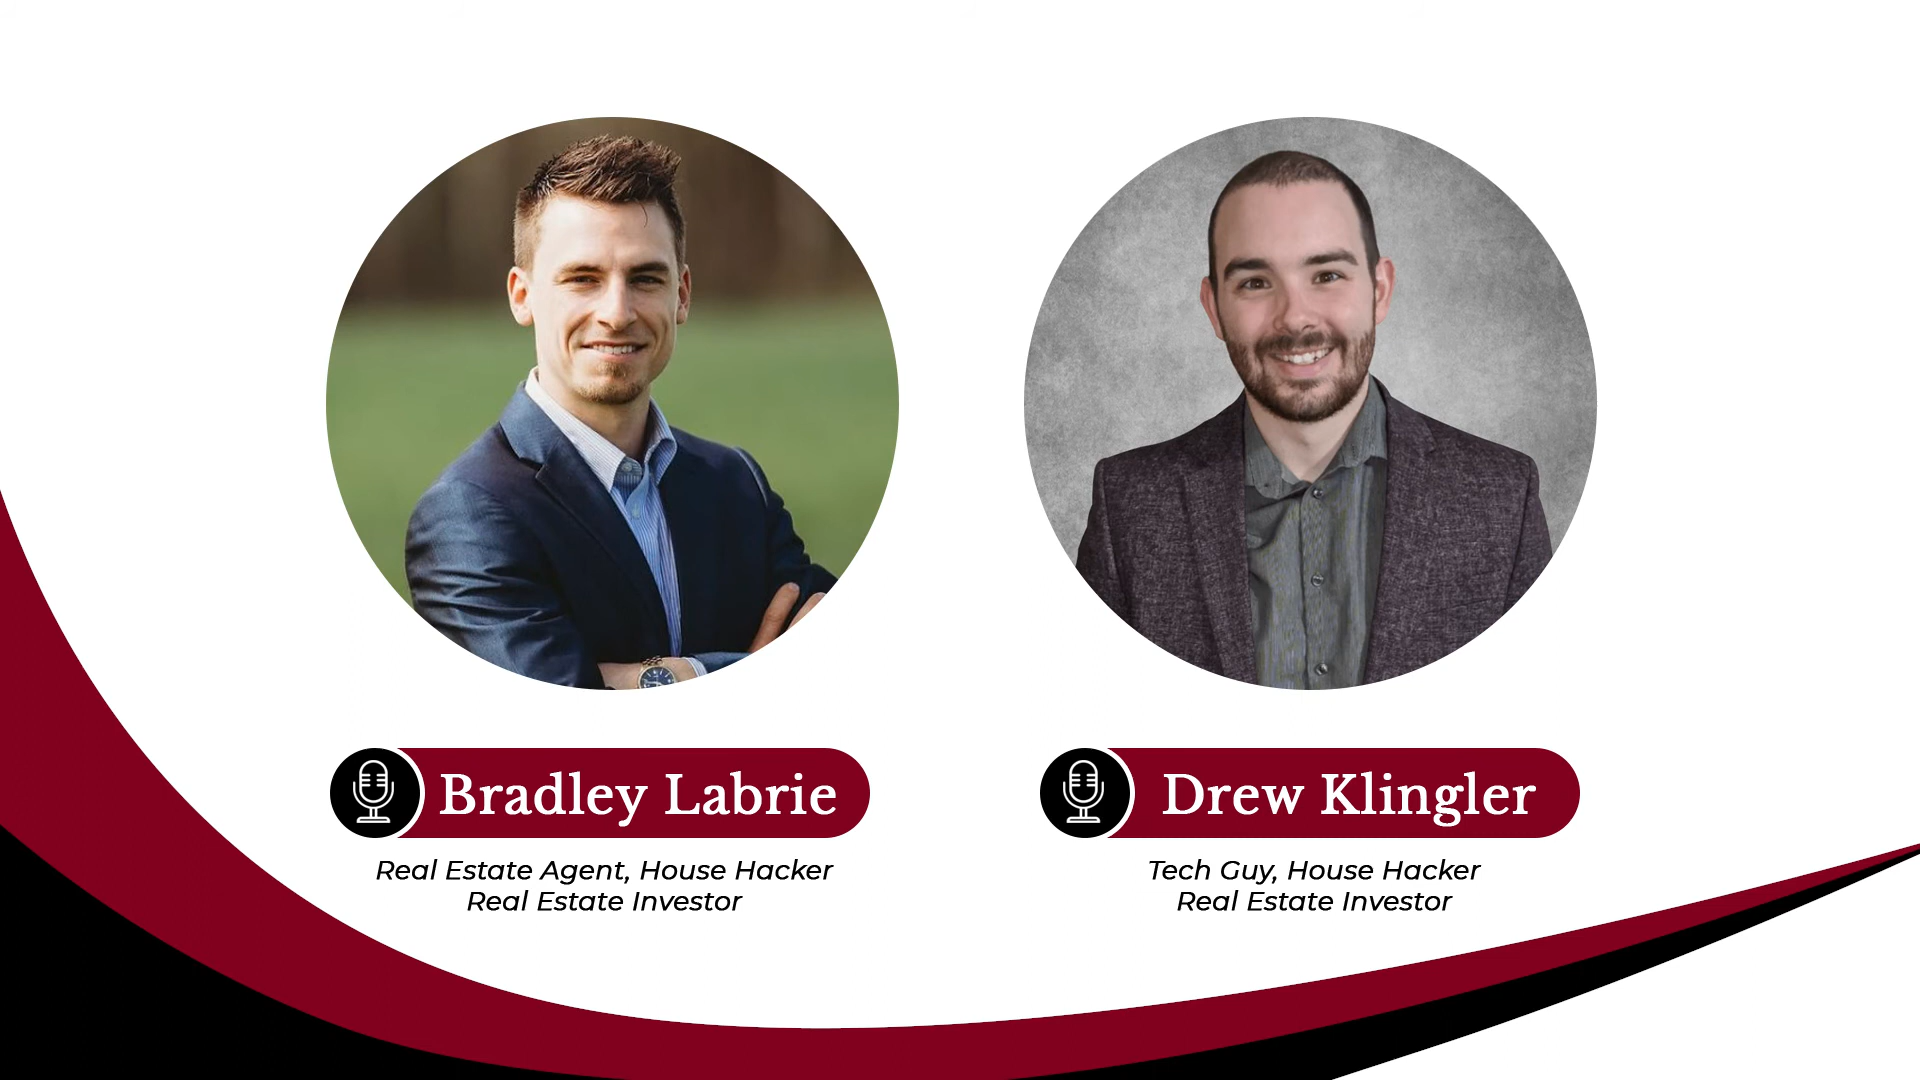 Bradley Labrie
Real Estate Agent, House Hacker
Real Estate Investor
Drew Klingler
Tech Guy, House Hacker
Real Estate Investor